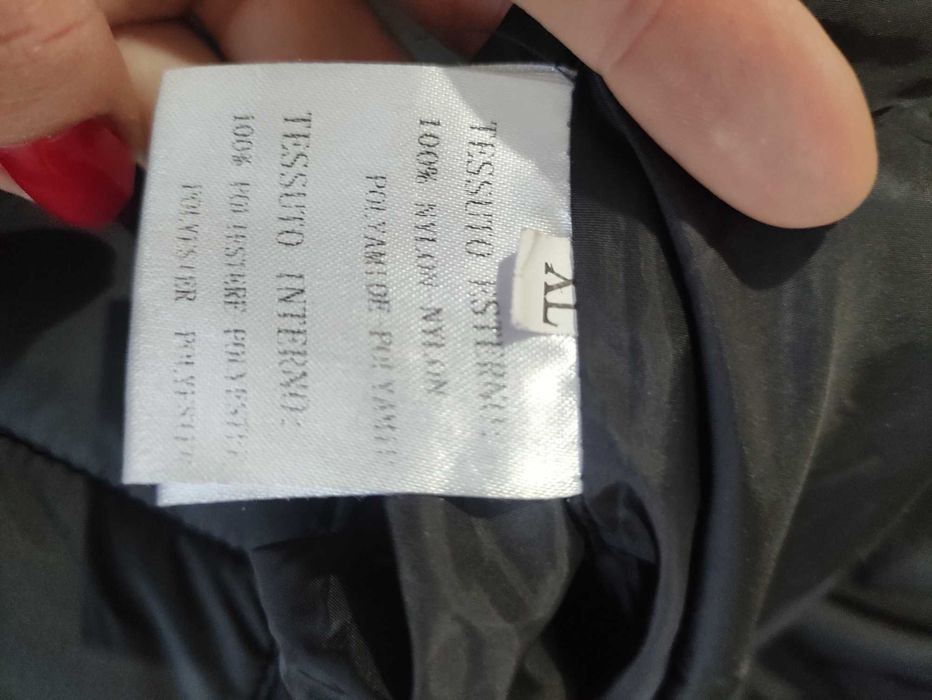 XL
TESSUTO ESTERNO:
100% NYLON NYLON
POLYAMIDE POLYAMID
TESSUTO INTERNO:
100% POLIESTERE POLYESTER
POLYESTER POLYESTER